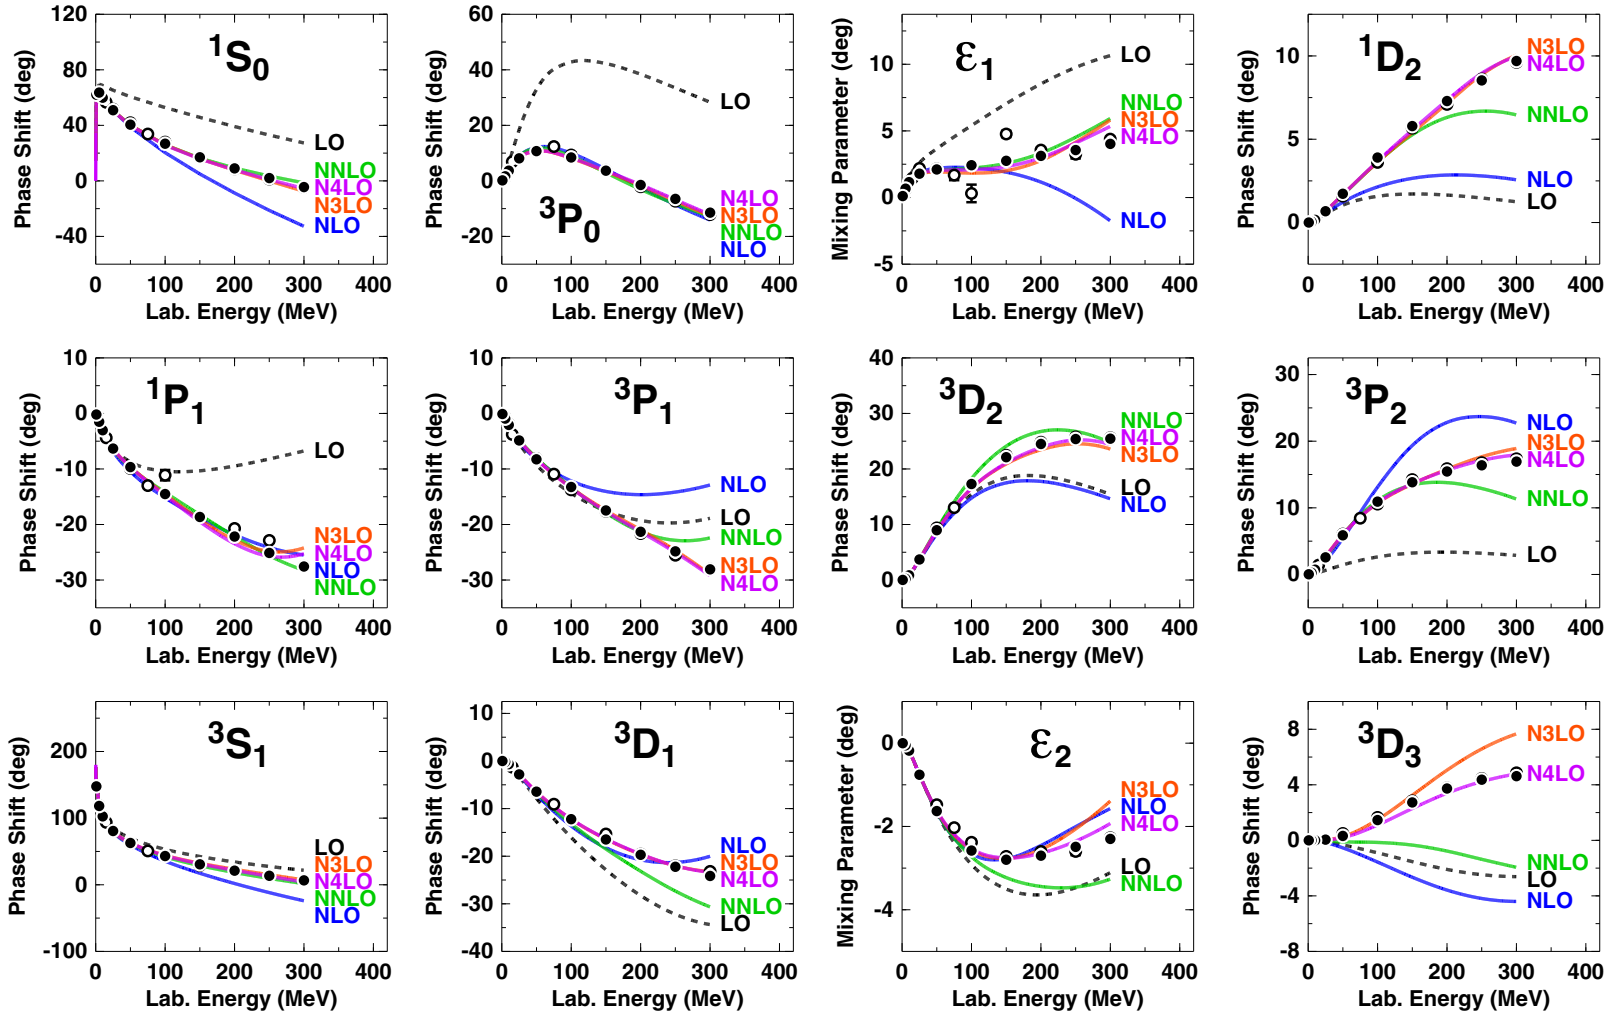 120
80
40
0
-40
Phase Shift (deg)
¹S₀
LO
NNLO
N4LO
N3LO
NLO
0 100 200 300 400
Lab. Energy (MeV)
60
40
20
0
-20
Phase Shift (deg)
³P₀
LO
N4LO
N3LO
NNLO
NLO
0 100 200 300 400
Lab. Energy (MeV)
10
5
0
-5
Mixing Parameter (deg)
ε₁
LO
NNLO
N3LO
N4LO
NLO
0 100 200 300 400
Lab. Energy (MeV)
10
5
0
Phase Shift (deg)
¹D₂
N3LO
N4LO
NNLO
NLO
LO
0 100 200 300 400
Lab. Energy (MeV)
10
0
-10
-20
-30
Phase Shift (deg)
¹P₁
LO
N3LO
N4LO
NLO
NNLO
0 100 200 300 400
Lab. Energy (MeV)
10
0
-10
-20
-30
Phase Shift (deg)
³P₁
NLO
LO
NNLO
N3LO
N4LO
0 100 200 300 400
Lab. Energy (MeV)
40
30
20
10
0
Phase Shift (deg)
³D₂
NNLO
N4LO
N3LO
LO
NLO
0 100 200 300 400
Lab. Energy (MeV)
30
20
10
0
Phase Shift (deg)
³P₂
NLO
N3LO
N4LO
NNLO
LO
0 100 200 300 400
Lab. Energy (MeV)
200
100
0
-100
Phase Shift (deg)
³S₁
LO
N3LO
N4LO
NNLO
NLO
0 100 200 300 400
Lab. Energy (MeV)
10
0
-10
-20
-30
-40
Phase Shift (deg)
³D₁
NLO
N3LO
N4LO
NNLO
LO
0 100 200 300 400
Lab. Energy (MeV)
0
-2
-4
Mixing Parameter (deg)
ε₂
N3LO
NLO
N4LO
LO
NNLO
0 100 200 300 400
Lab. Energy (MeV)
8
4
0
-4
-8
Phase Shift (deg)
³D₃
N3LO
N4LO
NNLO
LO
NLO
0 100 200 300 400
Lab. Energy (MeV)